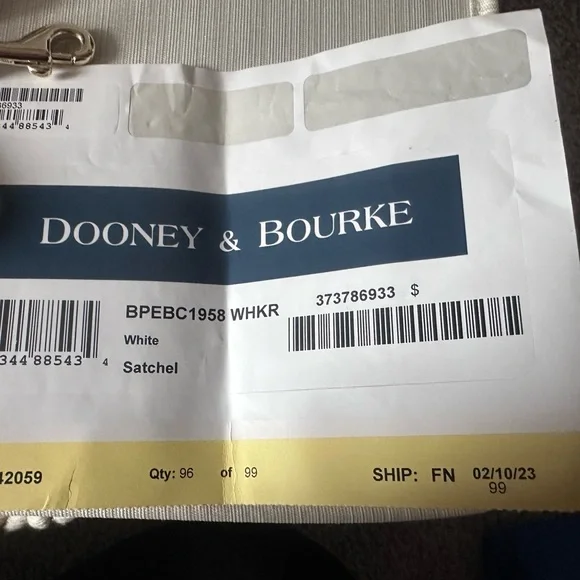 86933
344 88543 4
DOONEY & BOURKE
BPEBC1958 WHKR
373786933 $
White
344 88543 4
Satchel
42059
Qty: 96 of 99
SHIP: FN 02/10/23
99